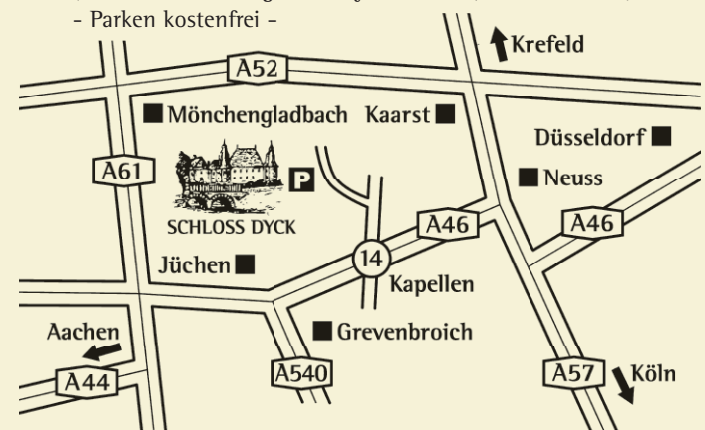 - Parken kostenfrei -
Krefeld
A52
Mönchengladbach
Kaarst
Düsseldorf
A61
P
Neuss
SCHLOSS DYCK
A46
A46
Jüchen
14
Kapellen
Aachen
Grevenbroich
A44
A540
A57
Köln